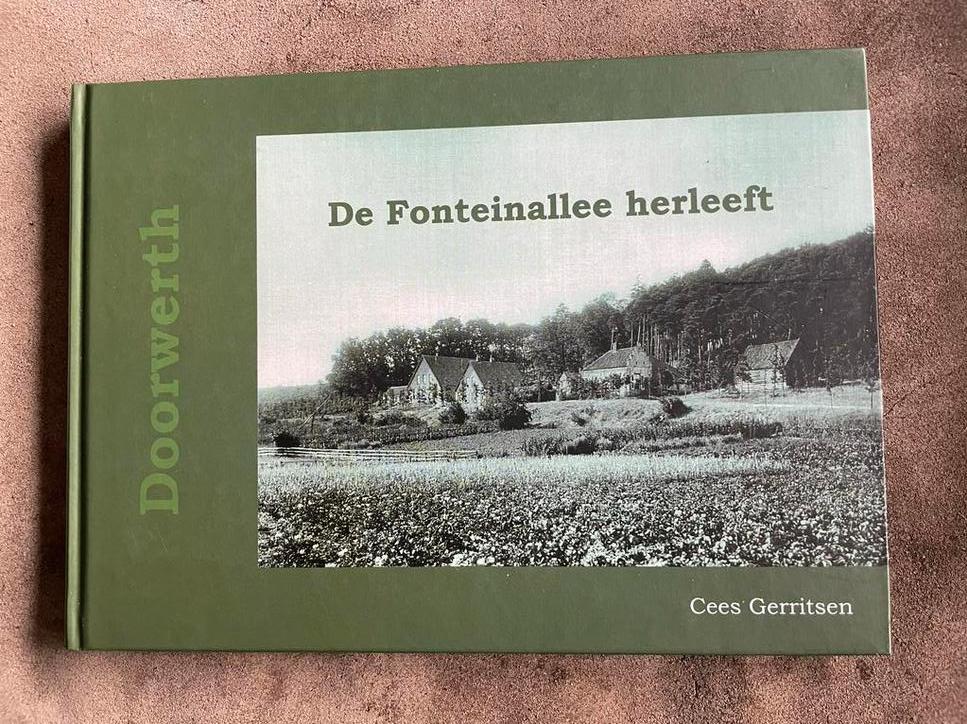 Doorwerth
De Fonteinallee herleeft
Cees Gerritsen